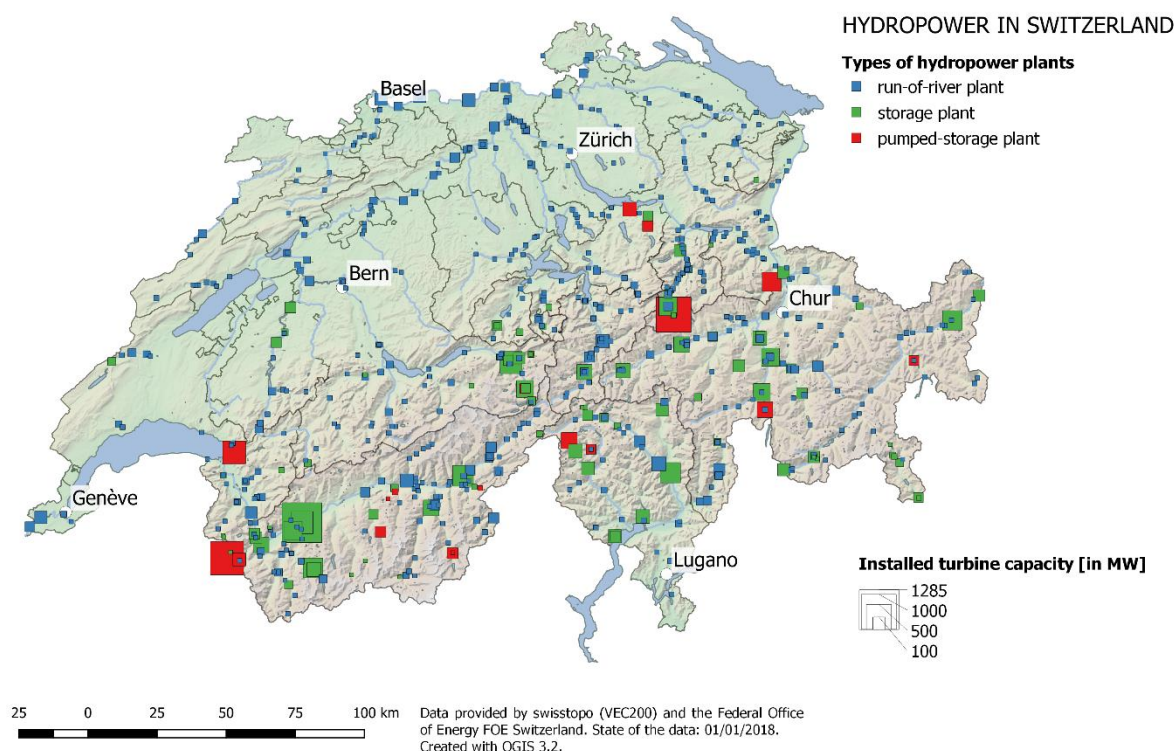 HYDROPOWER IN SWITZERLAND
Types of hydropower plants
run-of-river plant
storage plant
pumped-storage plant
Basel
Zürich
Bern
Chur
Genève
Lugano
Installed turbine capacity [in MW]
1285
1000
500
100
25 0 25 50 75 100 km
Data provided by swisstopo (VEC200) and the Federal Office
of Energy FOE Switzerland. State of the data: 01/01/2018.
Created with QGIS 3.2.